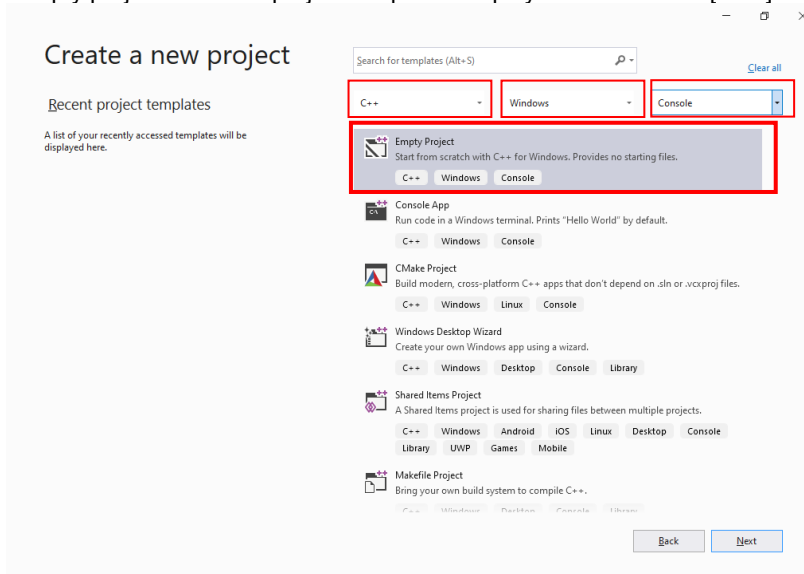 Create a new project
Search for templates (Alt+S)
Clear all
Recent project templates
C++
Windows
Console
A list of your recently accessed templates will be
displayed here.
Empty Project
Start from scratch with C++ for Windows. Provides no starting files.
C++ Windows Console
Console App
Run code in a Windows terminal. Prints "Hello World" by default.
C++ Windows Console
CMake Project
Build modern, cross-platform C++ apps that don't depend on .sln or .vcxproj files.
C++ Windows Linux Console
Windows Desktop Wizard
Create your own Windows app using a wizard.
C++ Windows Desktop Console Library
Shared Items Project
A Shared Items project is used for sharing files between multiple projects.
C++ Windows Android iOS Linux Desktop Console
Library UWP Games Mobile
Makefile Project
Bring your own build system to compile C++.
C++ Windows Desktop Console Library
Back
Next